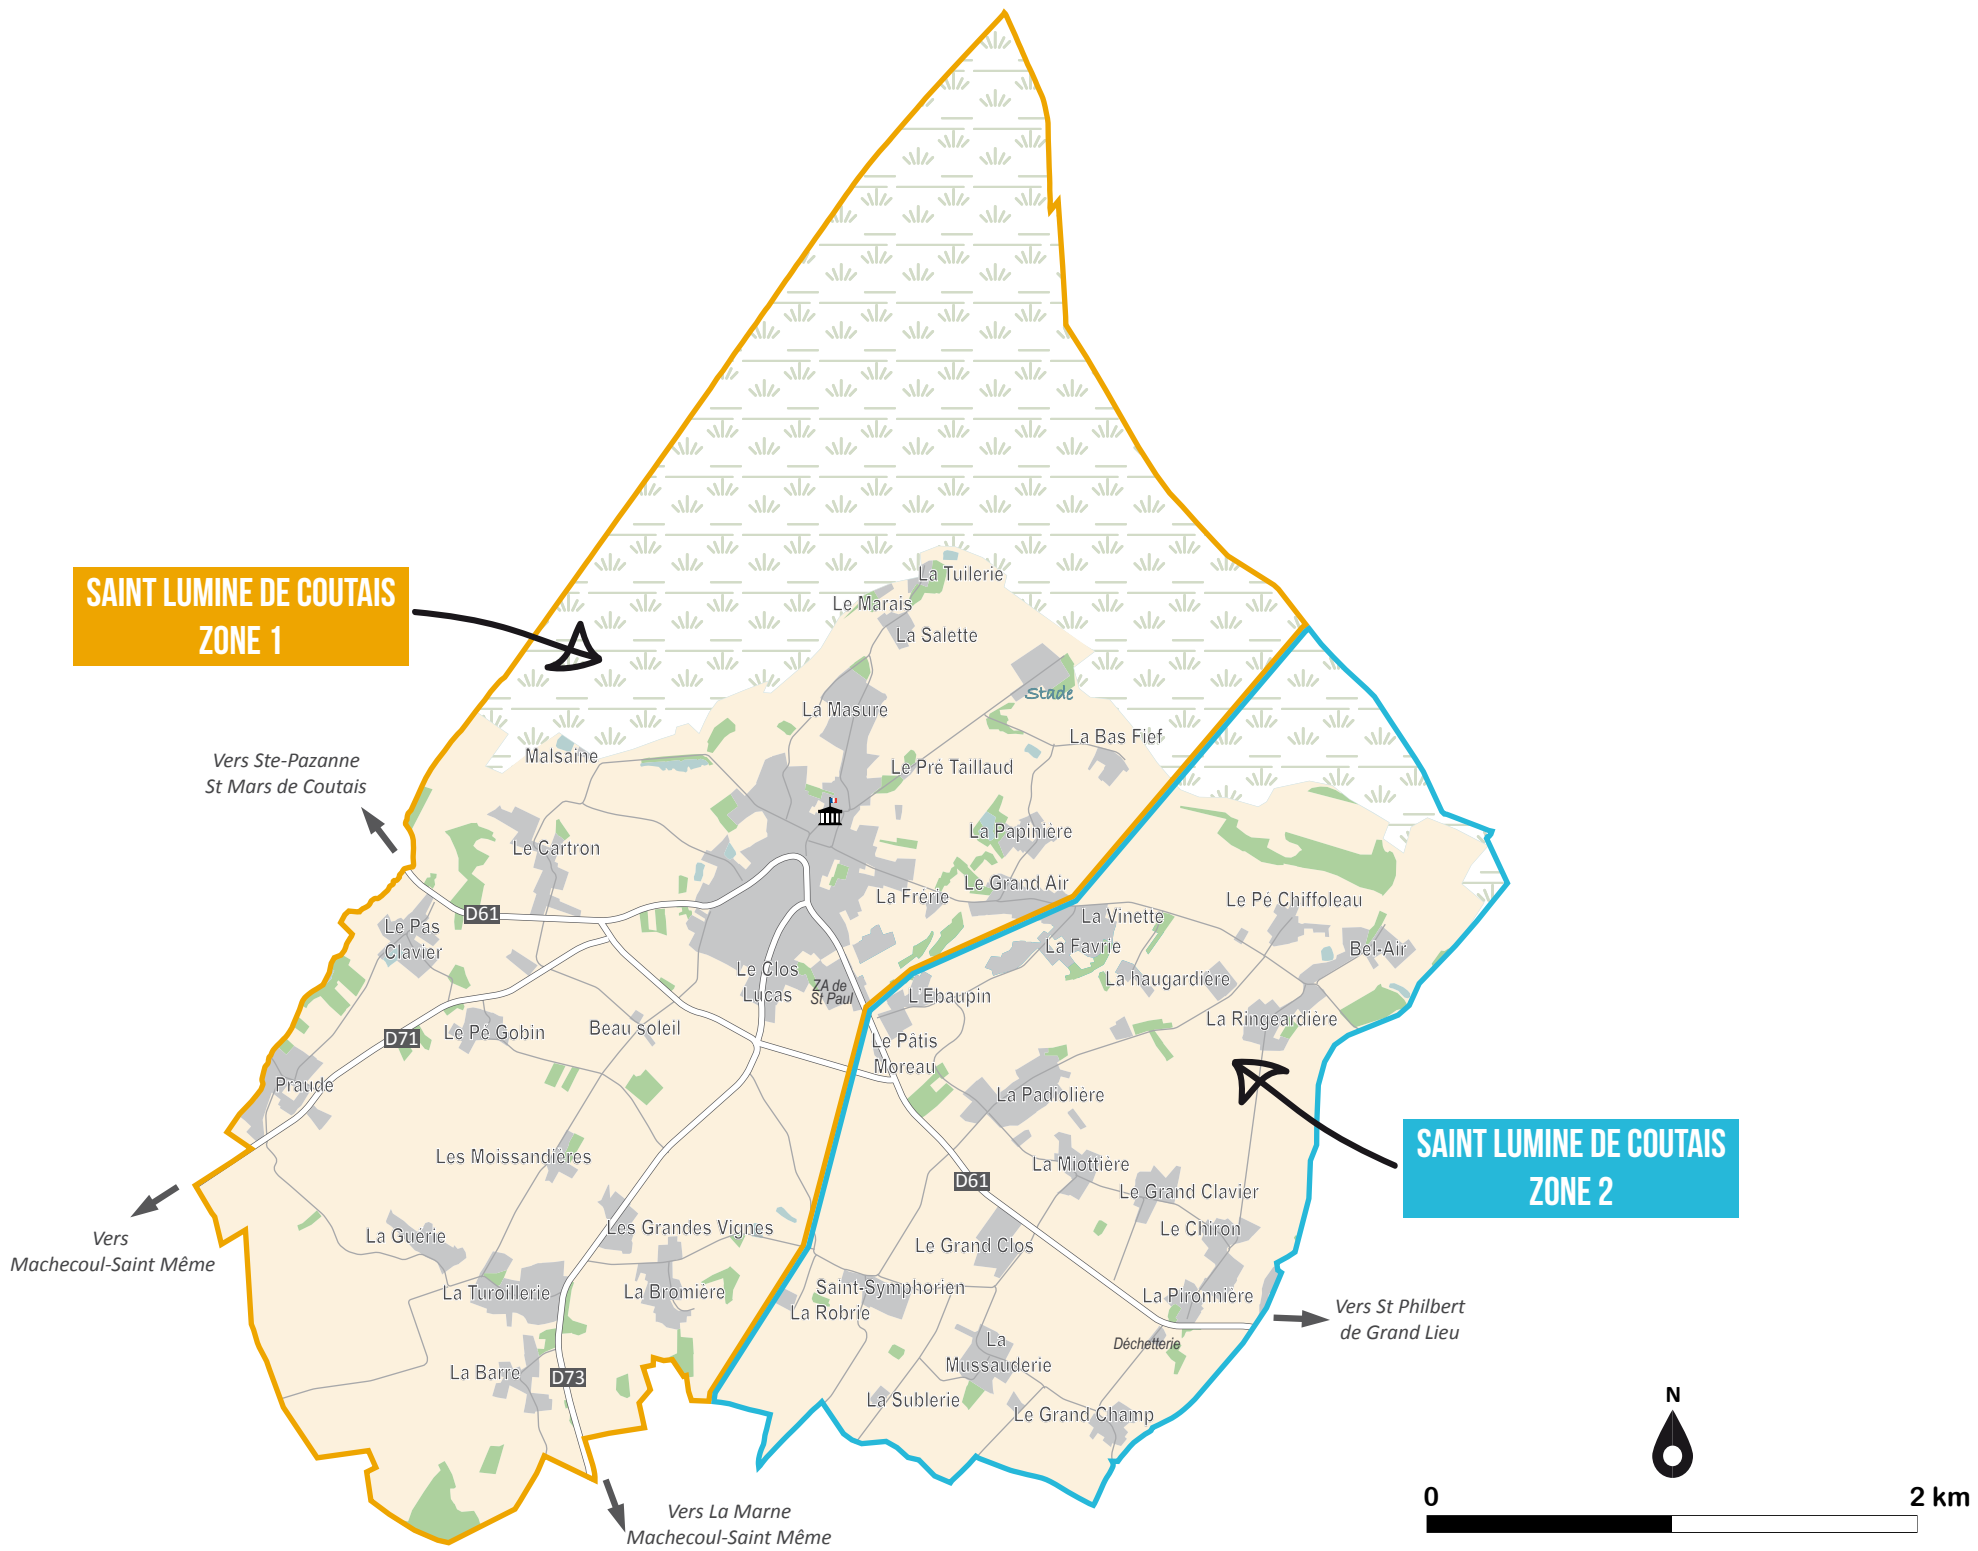 La Tuilerie
Le Marais
SAINT LUMINE DE COUTAIS
ZONE 1
La Salette
Stade
La Masure
La Bas Fief
Vers Ste-Pazanne
St Mars de Coutais
Malsaine
Le Pré Taillaud
Le Cartron
La Papinière
Le Grand Air
La Frérie
Le Pé Chiffoleau
D61
La Vinette
Le Pas
Clavier
La Favrie
Bel-Air
Le Clos
Lucas
ZA de
St Paul
La haugardière
L'Ebaupin
Beau soleil
Le Pé Gobin
D71
La Ringeardière
Le Pâtis
Moreau
Praude
La Padiolière
SAINT LUMINE DE COUTAIS
ZONE 2
Les Moissandières
La Miottière
D61
Le Grand Clavier
Vers
Machecoul-Saint Même
La Guérie
Les Grandes Vignes
Le Chiron
Le Grand Clos
La Turoillerie
La Bromière
Saint-Symphorien
La Robrie
La Pironnière
Vers St Philbert
de Grand Lieu
Déchetterie
La
Mussauderie
La Barre
D73
La Sublerie
Le Grand Champ
N
0
2 km
Vers La Marne
Machecoul-Saint Même